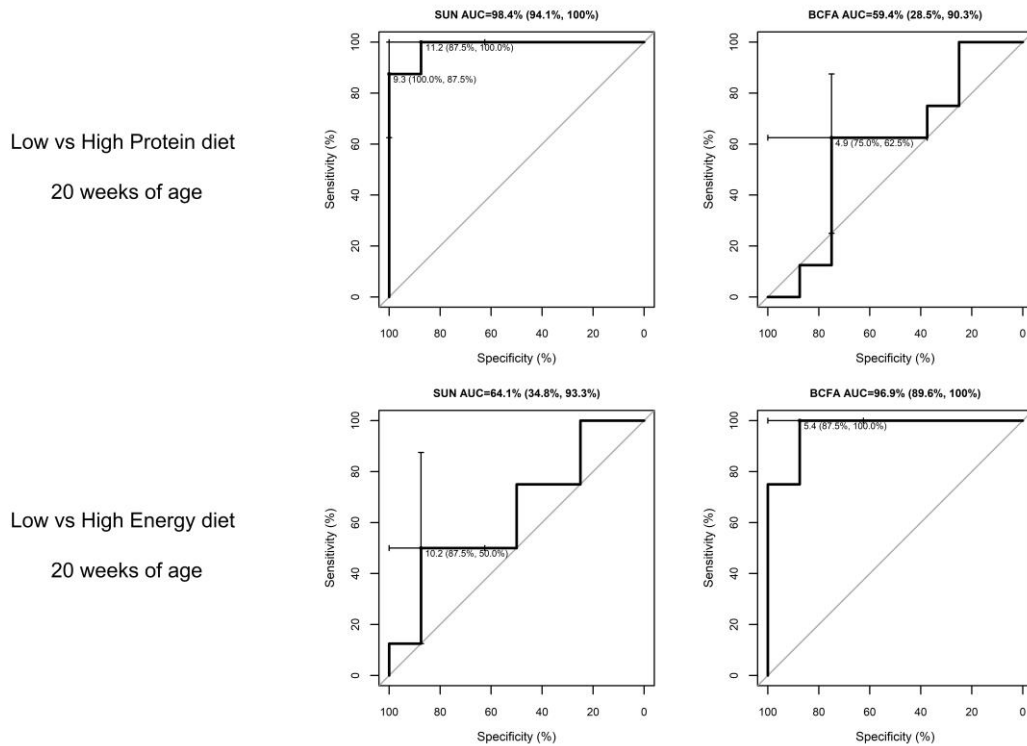 Low vs High Protein diet
20 weeks of age
SUN AUC=98.4% (94.1%, 100%)
Sensitivity (%)
100
80
60
40
20
0
11.2 (87.5%, 100.0%)
9.3 (100.0%, 87.5%)
100 80 60 40 20 0
Specificity (%)
BCFA AUC=59.4% (28.5%, 90.3%)
Sensitivity (%)
100
80
60
40
20
0
4.9 (75.0%, 62.5%)
100 80 60 40 20 0
Specificity (%)
Low vs High Energy diet
20 weeks of age
SUN AUC=64.1% (34.8%, 93.3%)
Sensitivity (%)
100
80
60
40
20
0
10.2 (87.5%, 50.0%)
100 80 60 40 20 0
Specificity (%)
BCFA AUC=96.9% (89.6%, 100%)
Sensitivity (%)
100
80
60
40
20
0
5.4 (87.5%, 100.0%)
100 80 60 40 20 0
Specificity (%)